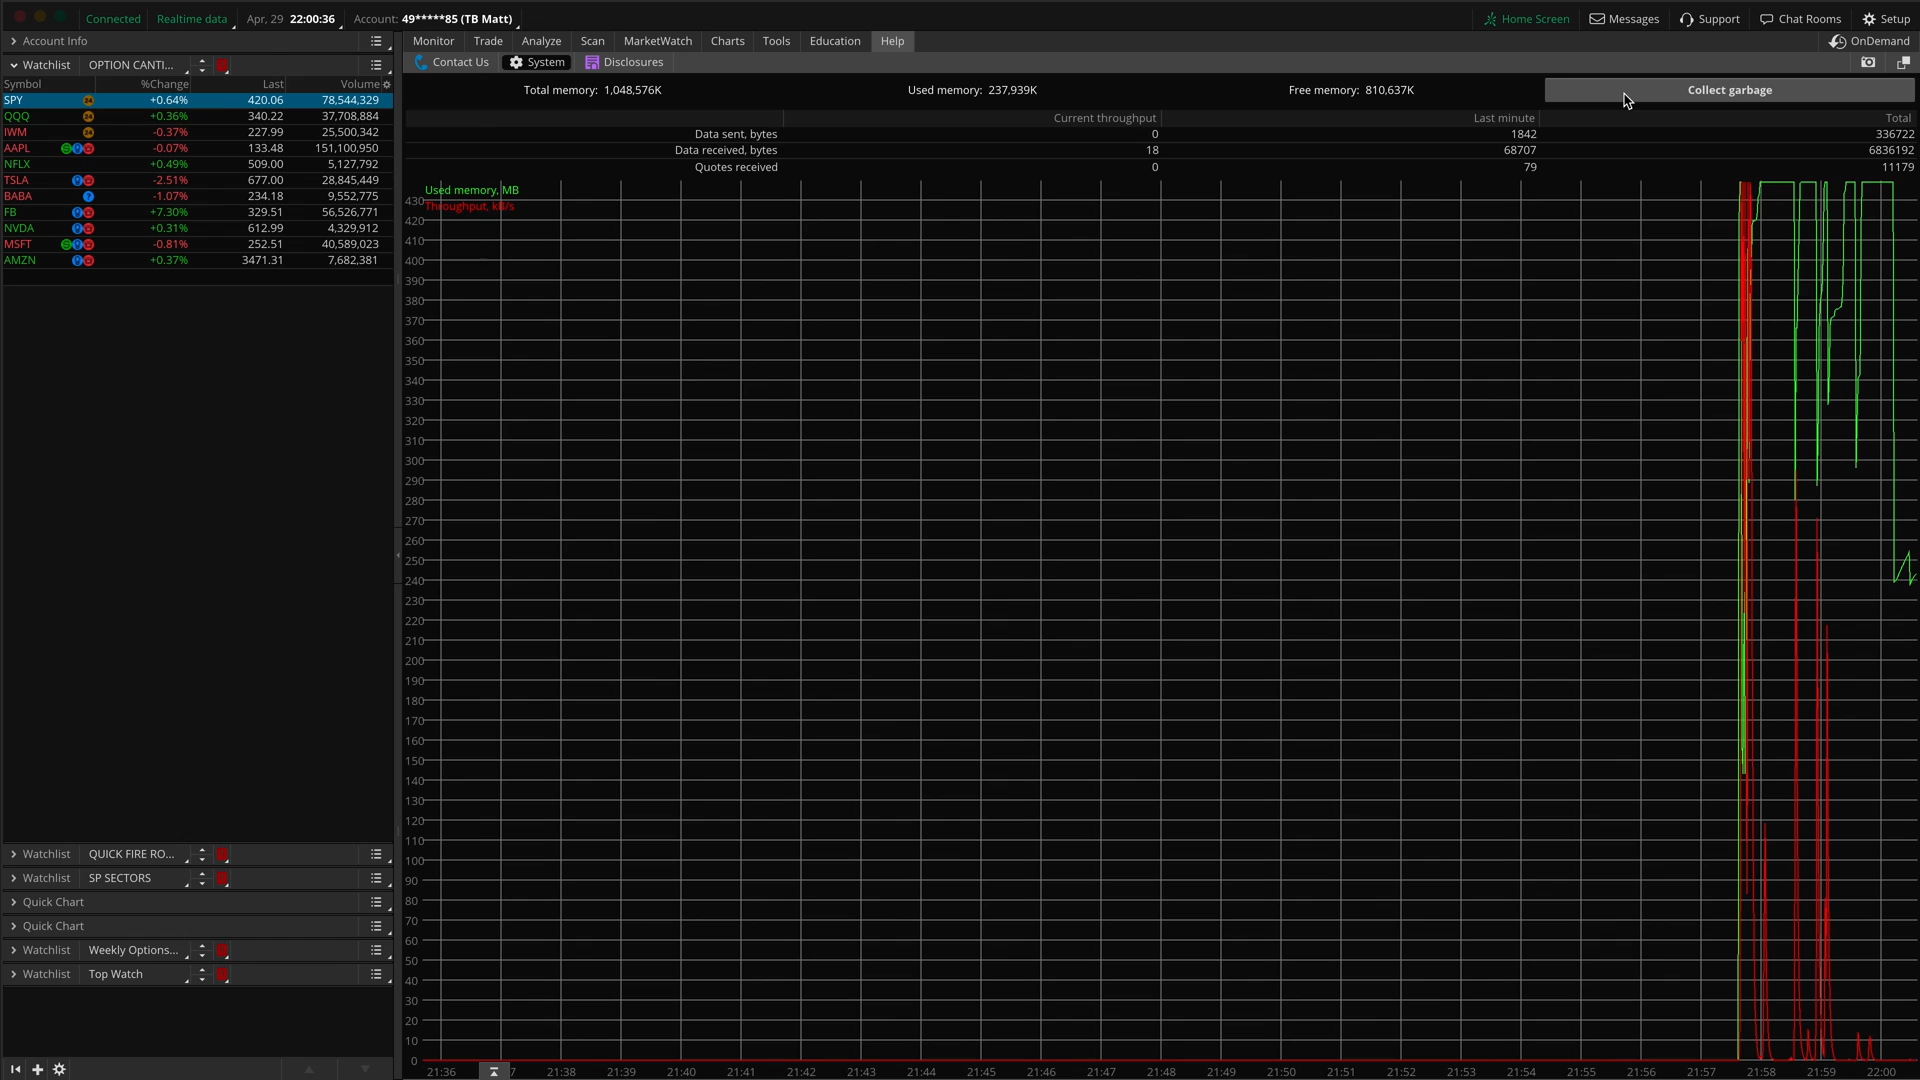 Connected Realtime data Apr, 29 22:00:36 Account: 49*****85 (TB Matt) Home Screen Messages Support Chat Rooms Setup
Account Info
Monitor Trade Analyze Scan MarketWatch Charts Tools Education Help OnDemand
Contact Us System Disclosures
Watchlist OPTION CANTI...
Symbol %Change Last Volume
SPY +0.64% 420.06 78,544,329
QQQ +0.36% 340.22 37,708,884
IWM -0.37% 227.99 25,500,342
AAPL -0.07% 133.48 151,100,950
NFLX +0.49% 509.00 5,127,792
TSLA -2.51% 677.00 28,845,449
BABA -1.07% 234.18 9,552,775
FB +7.30% 329.51 56,526,771
NVDA +0.31% 612.99 4,329,912
MSFT -0.81% 252.51 40,589,023
AMZN +0.37% 3471.31 7,682,381
Watchlist QUICK FIRE RO...
Watchlist SP SECTORS
Quick Chart
Quick Chart
Watchlist Weekly Options...
Watchlist Top Watch
Total memory: 1,048,576K Used memory: 237,939K Free memory: 810,637K Collect garbage
Current throughput Last minute Total
Data sent, bytes 0 1842 336722
Data received, bytes 18 68707 6836192
Quotes received 0 79 11179
Used memory, MB
Throughput, kB/s
430
420
410
400
390
380
370
360
350
340
330
320
310
300
290
280
270
260
250
240
230
220
210
200
190
180
170
160
150
140
130
120
110
100
90
80
70
60
50
40
30
20
10
0
21:36 7 21:38 21:39 21:40 21:41 21:42 21:43 21:44 21:45 21:46 21:47 21:48 21:49 21:50 21:51 21:52 21:53 21:54 21:55 21:56 21:57 21:58 21:59 22:00